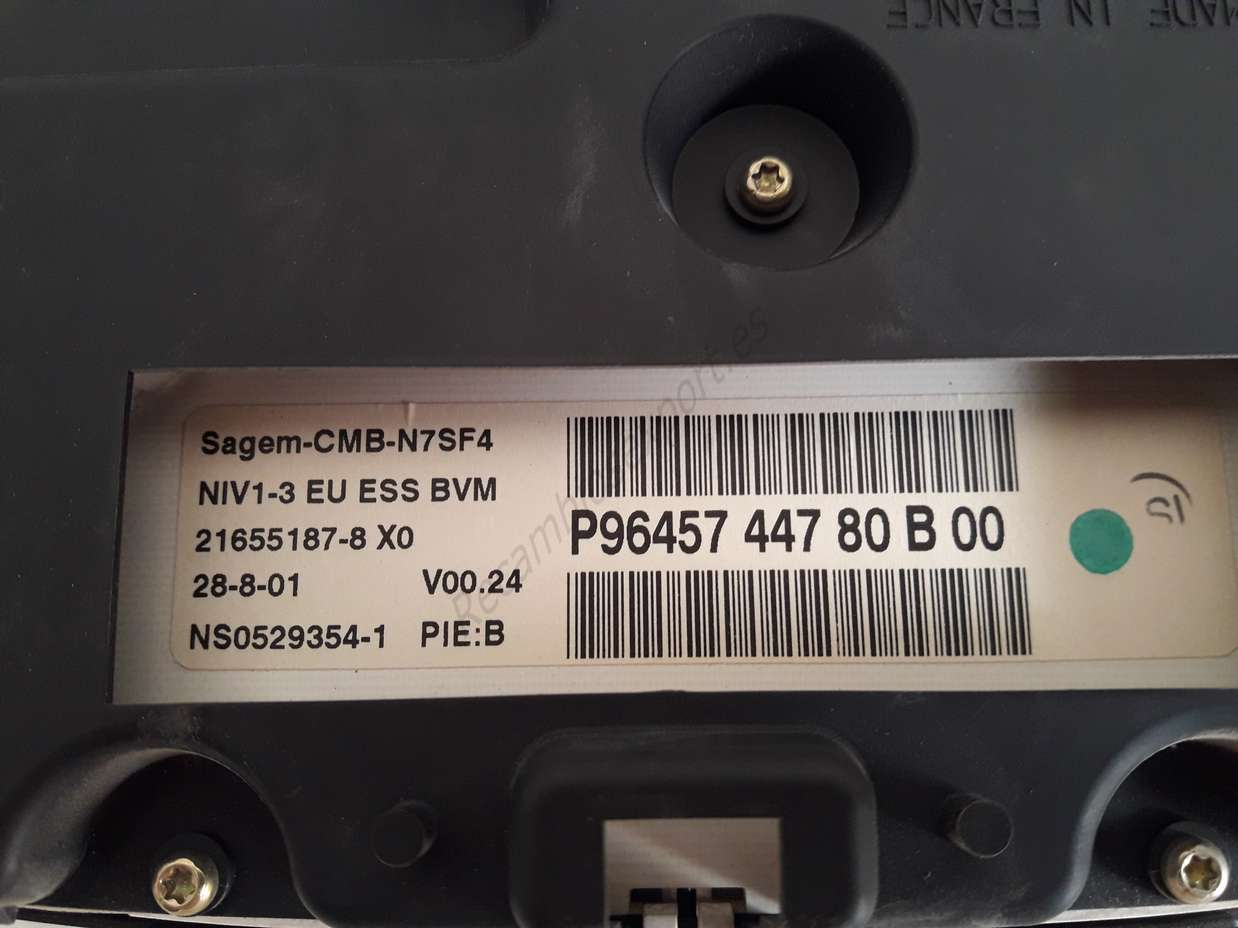 MADE IN FRANCE
Sagem-CMB-N7SF4
NIV1-3 EU ESS BVM
21655187-8 X0
28-8-01 V00.24
NS0529354-1 PIE:B
P96457 447 80 B 00